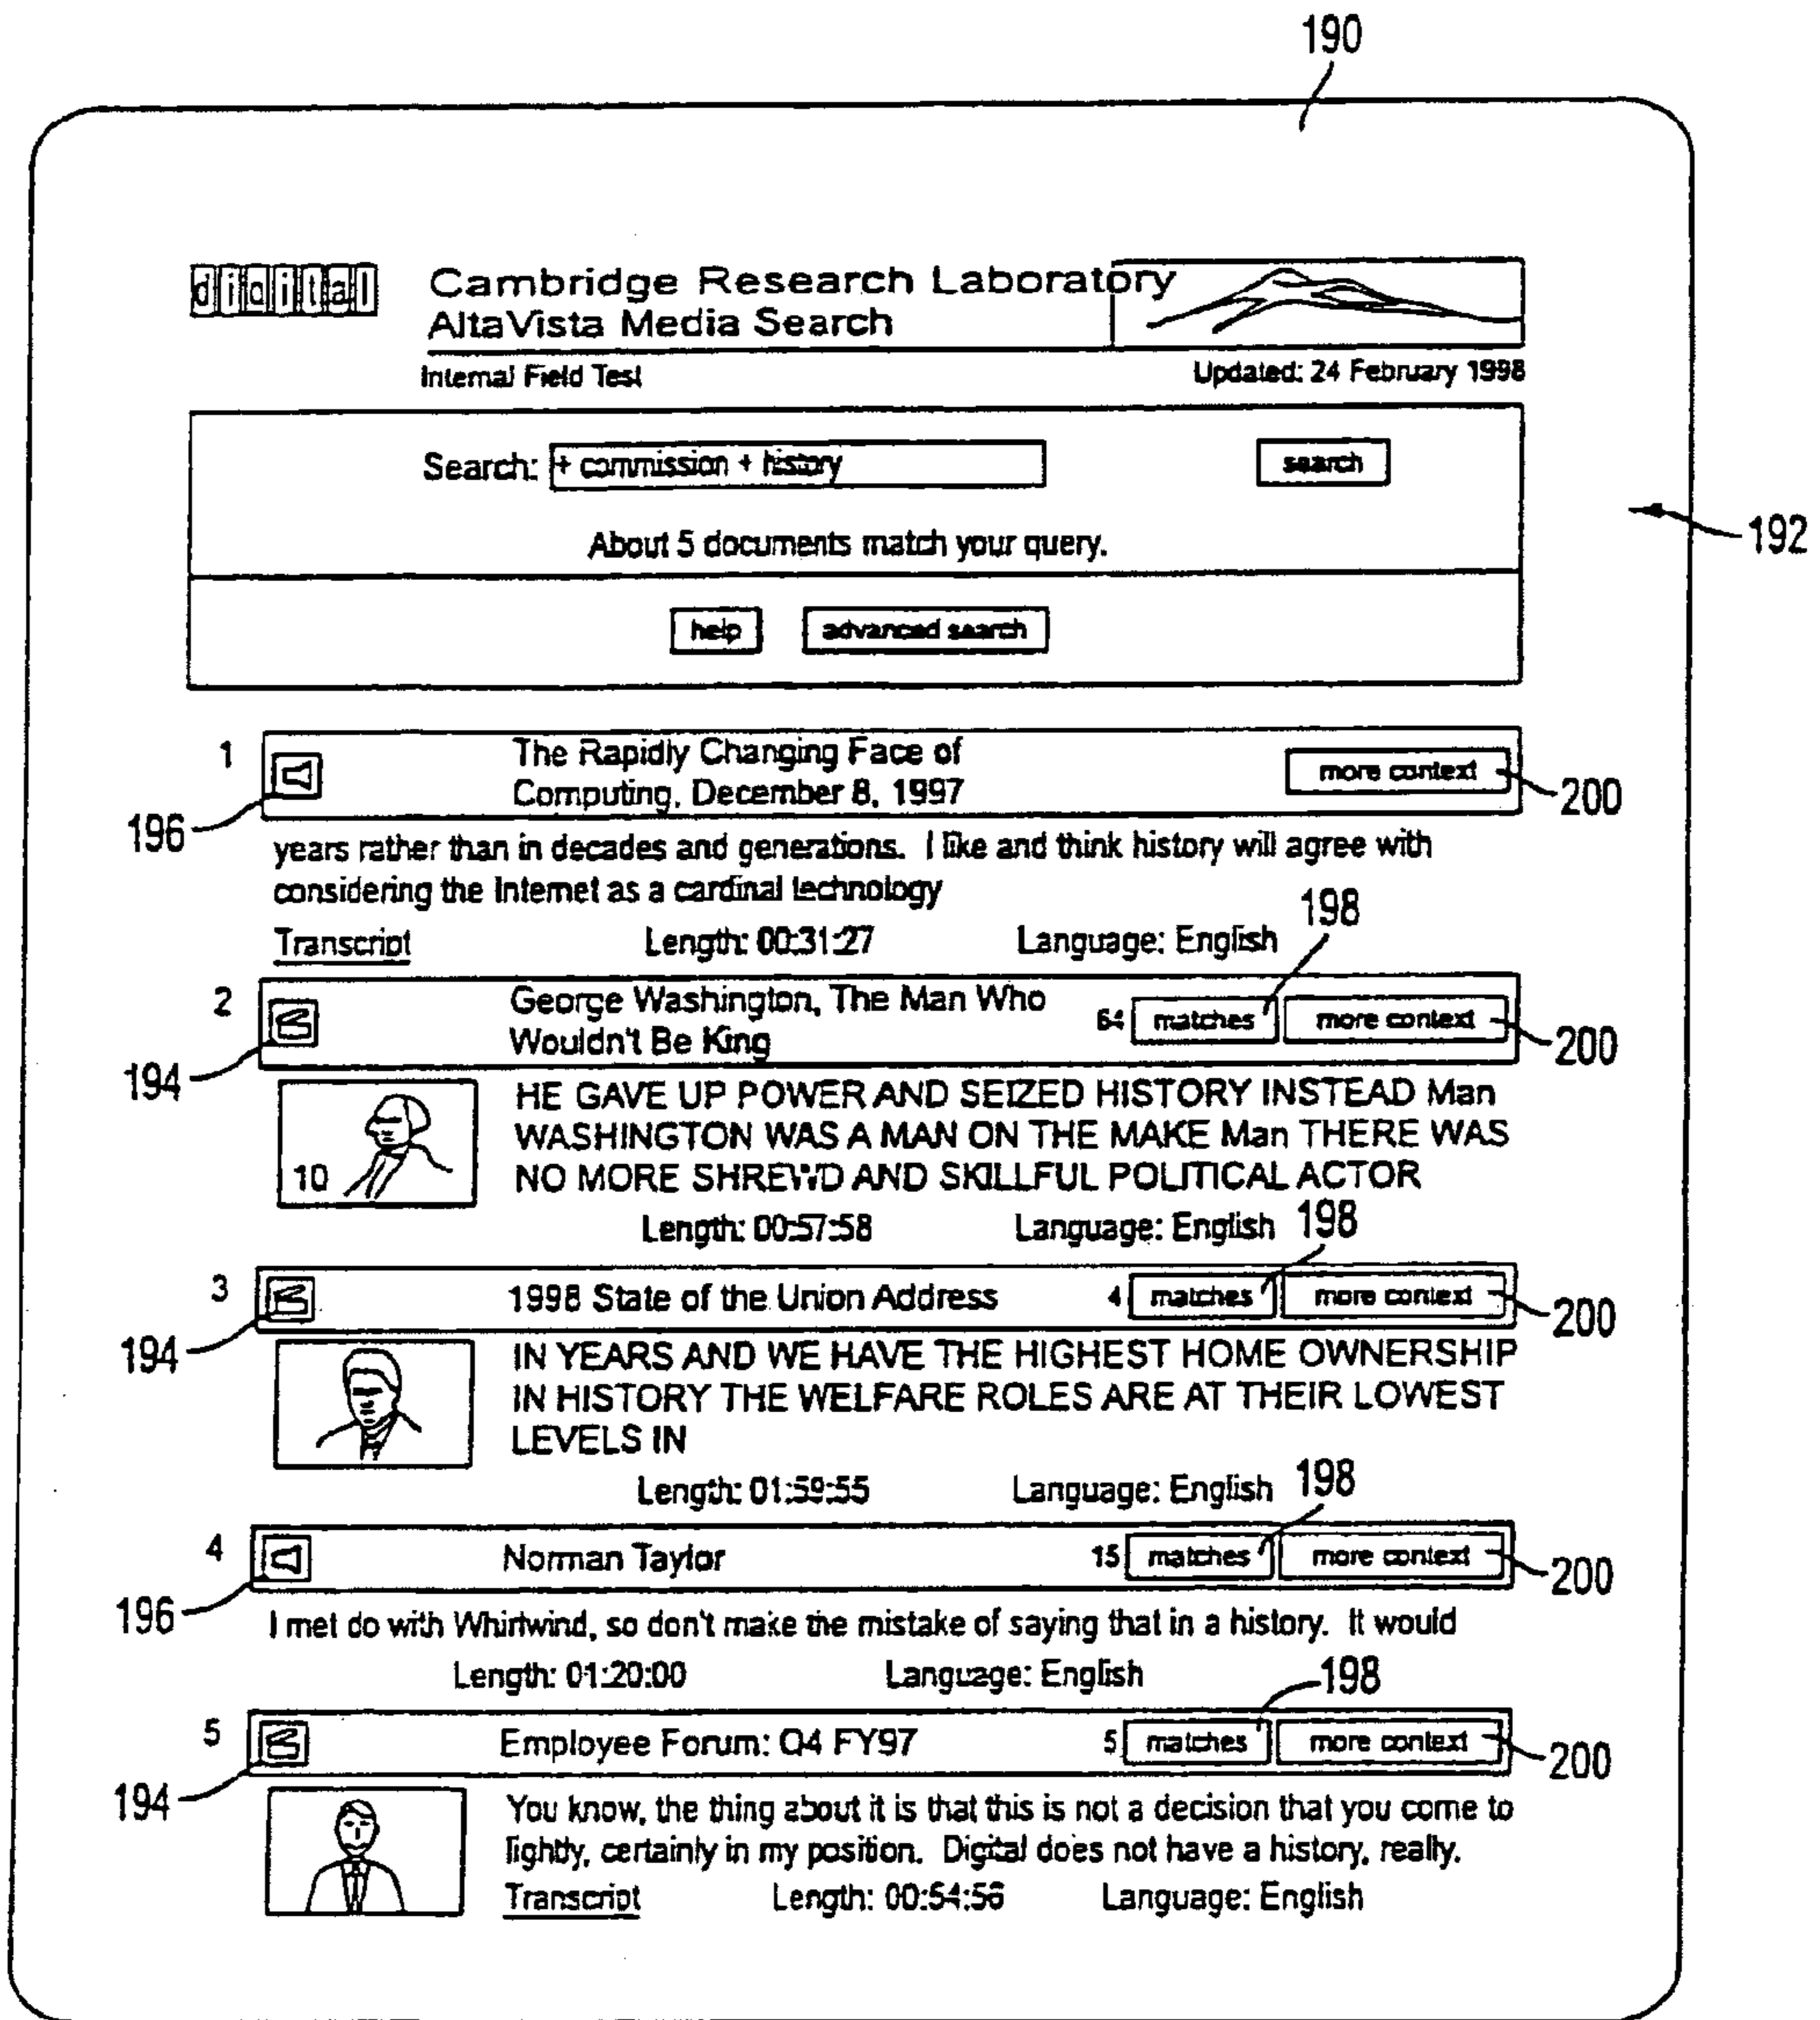 190
digital
Cambridge Research Laboratory
AltaVista Media Search
Internal Field Test
Updated: 24 February 1998
Search: + commission + history
search
192
About 5 documents match your query.
help
advanced search
1
The Rapidly Changing Face of
Computing, December 8, 1997
more context
200
196
years rather than in decades and generations. I like and think history will agree with
considering the Internet as a cardinal technology
198
Transcript
Length: 00:31:27
Language: English
2
George Washington, The Man Who
Wouldn't Be King
64 matches
more context
200
194
10
HE GAVE UP POWER AND SEIZED HISTORY INSTEAD Man
WASHINGTON WAS A MAN ON THE MAKE Man THERE WAS
NO MORE SHREWD AND SKILLFUL POLITICAL ACTOR
Length: 00:57:58
Language: English
198
3
1998 State of the Union Address
4 matches
more context
200
194
IN YEARS AND WE HAVE THE HIGHEST HOME OWNERSHIP
IN HISTORY THE WELFARE ROLES ARE AT THEIR LOWEST
LEVELS IN
Length: 01:59:55
Language: English
198
4
Norman Taylor
15 matches
more context
200
196
I met do with Whirlwind, so don't make the mistake of saying that in a history. It would
Length: 01:20:00
Language: English
198
5
Employee Forum: Q4 FY97
5 matches
more context
200
194
You know, the thing about it is that this is not a decision that you come to
lightly, certainly in my position. Digital does not have a history, really.
Transcript
Length: 00:54:56
Language: English